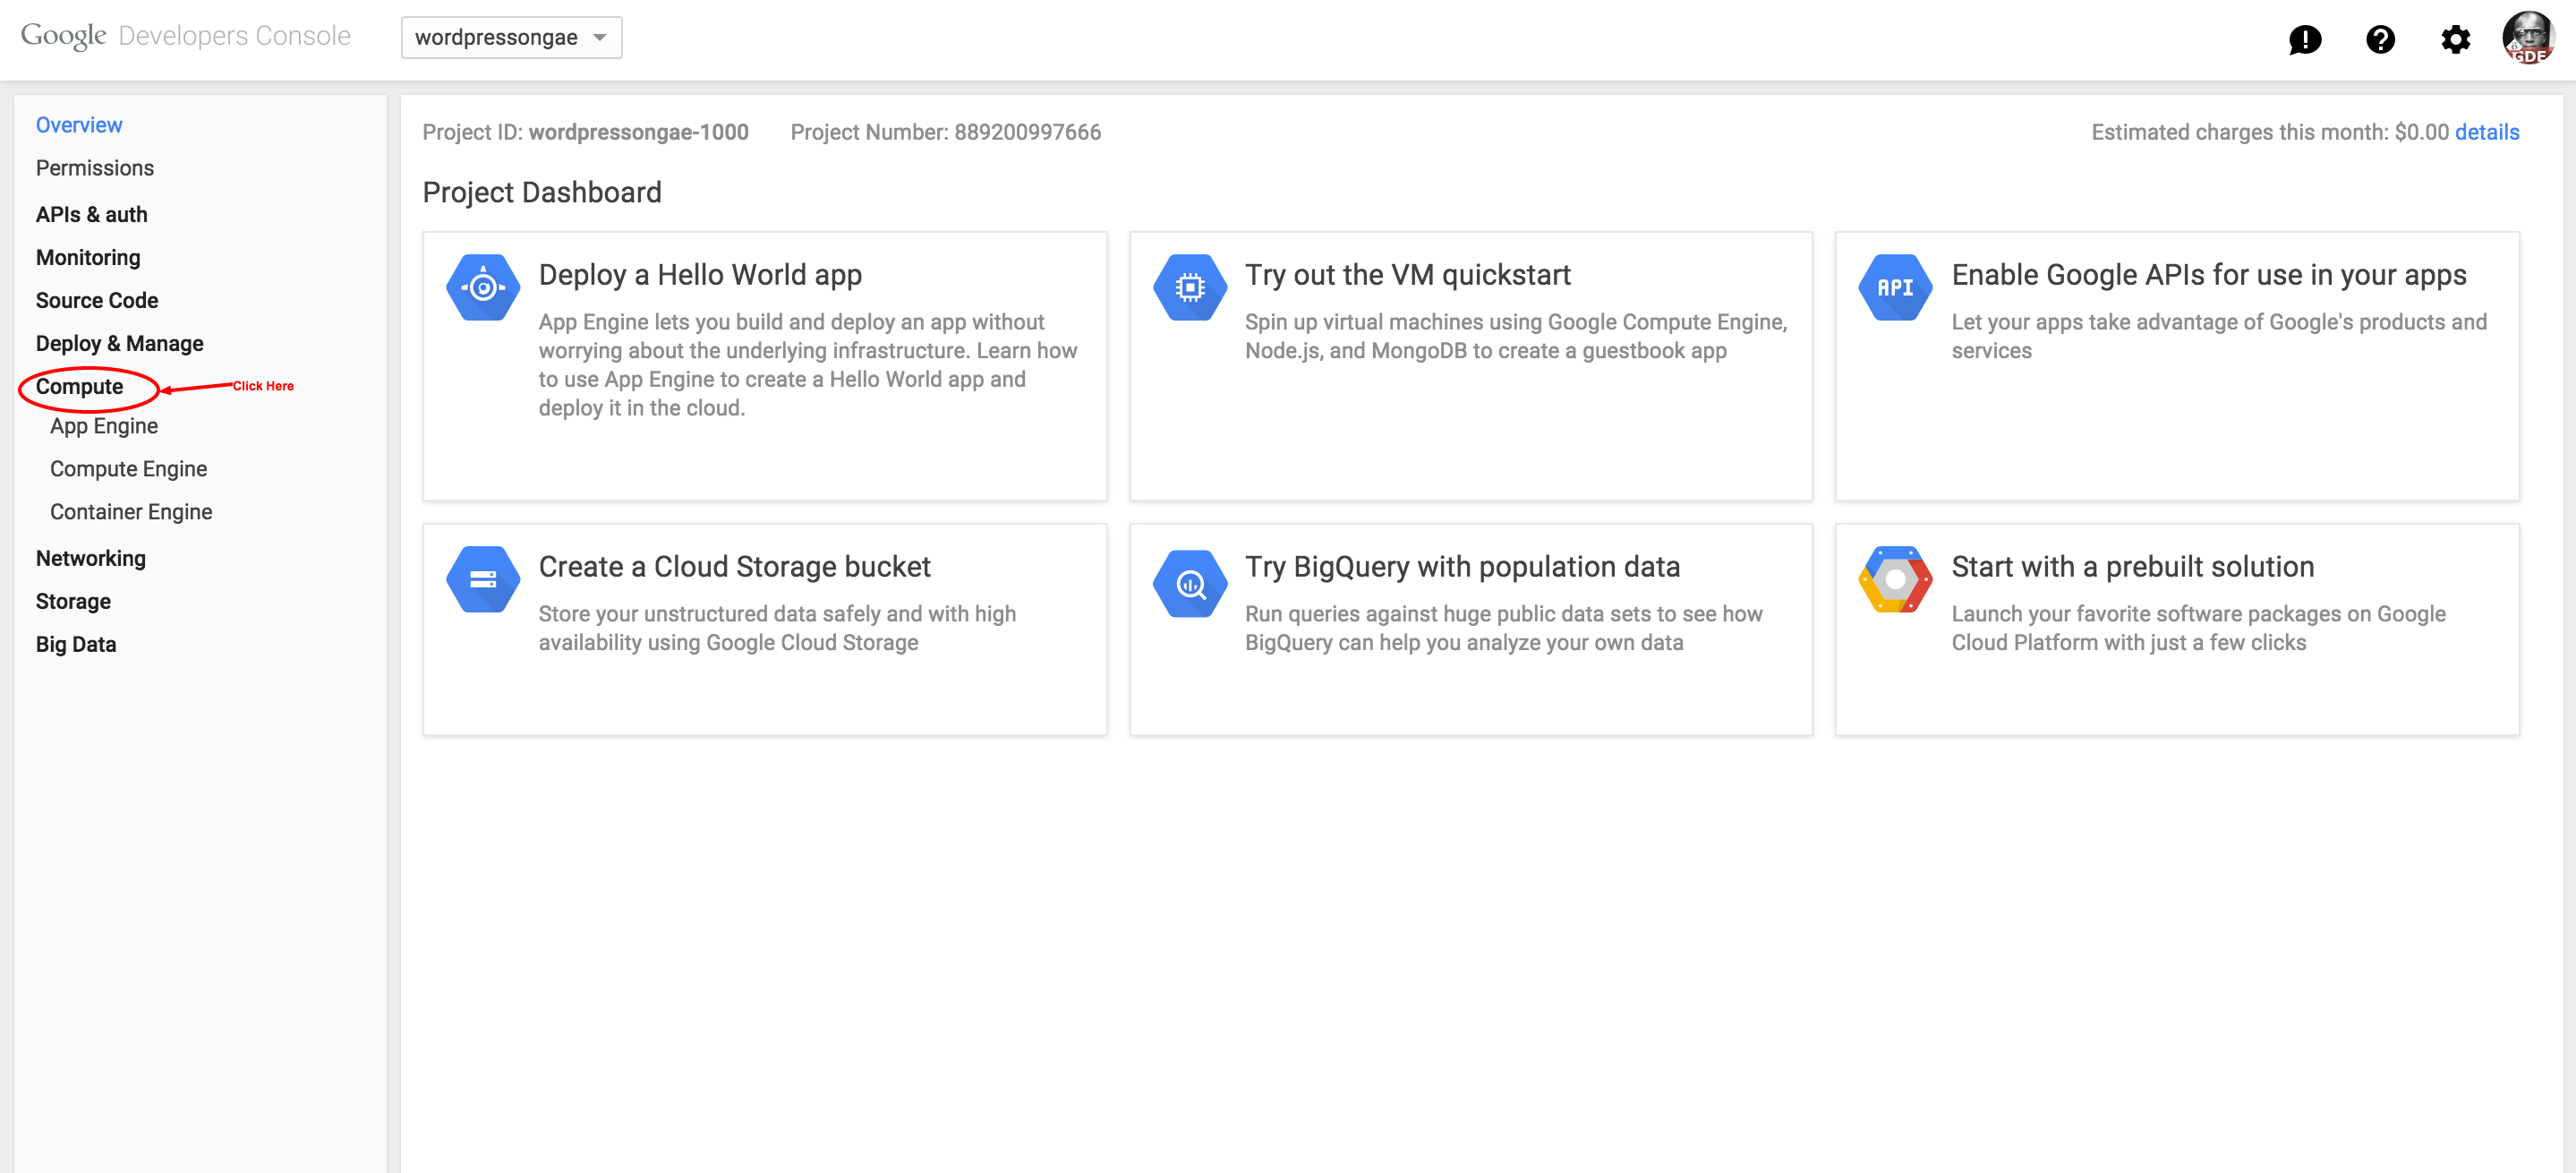 Google Developers Console
wordpressongae
GDE
Overview
Permissions
APIs & auth
Monitoring
Source Code
Deploy & Manage
Compute
Click Here
App Engine
Compute Engine
Container Engine
Networking
Storage
Big Data
Project ID: wordpressongae-1000 Project Number: 889200997666
Estimated charges this month: $0.00 details
Project Dashboard
Deploy a Hello World app
App Engine lets you build and deploy an app without
worrying about the underlying infrastructure. Learn how
to use App Engine to create a Hello World app and
deploy it in the cloud.
Try out the VM quickstart
Spin up virtual machines using Google Compute Engine,
Node.js, and MongoDB to create a guestbook app
API
Enable Google APIs for use in your apps
Let your apps take advantage of Google's products and
services
Create a Cloud Storage bucket
Store your unstructured data safely and with high
availability using Google Cloud Storage
Try BigQuery with population data
Run queries against huge public data sets to see how
BigQuery can help you analyze your own data
Start with a prebuilt solution
Launch your favorite software packages on Google
Cloud Platform with just a few clicks